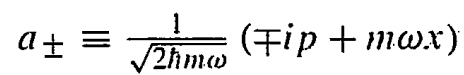 a± ≡ 1/√(2ħmω) (∓ip + mωx)